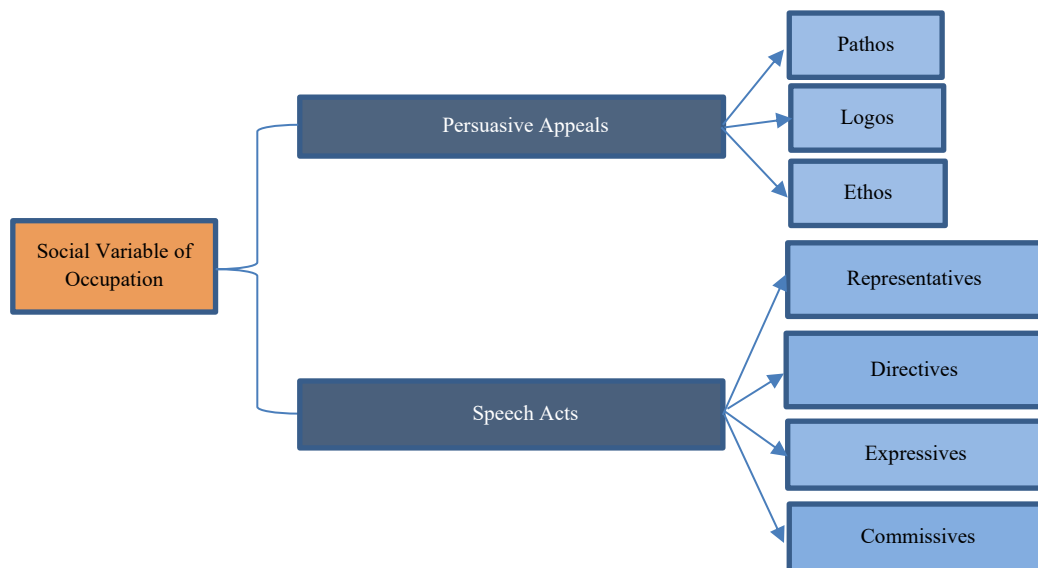 Pathos
Persuasive Appeals
Logos
Ethos
Social Variable of
Occupation
Representatives
Directives
Speech Acts
Expressives
Commissives